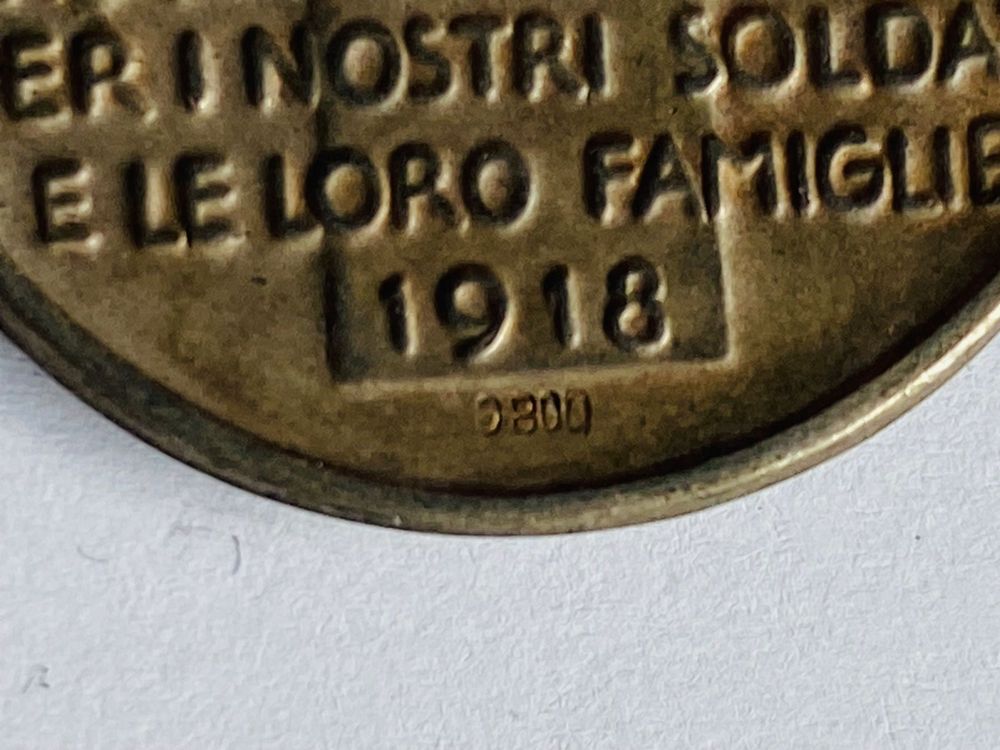 ER I NOSTRI SOLDA
E LE LORO FAMIGLIE
1918
0800